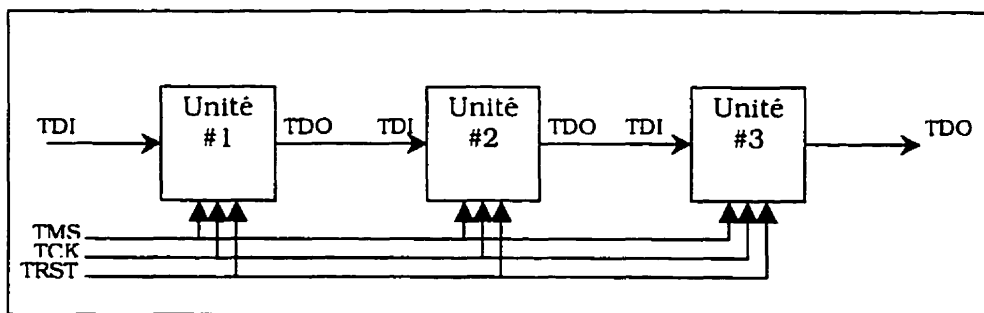 Unité
#1
Unité
#2
Unité
#3
TDI
TDO
TDI
TDO
TDI
TDO
TMS
TCK
TRST